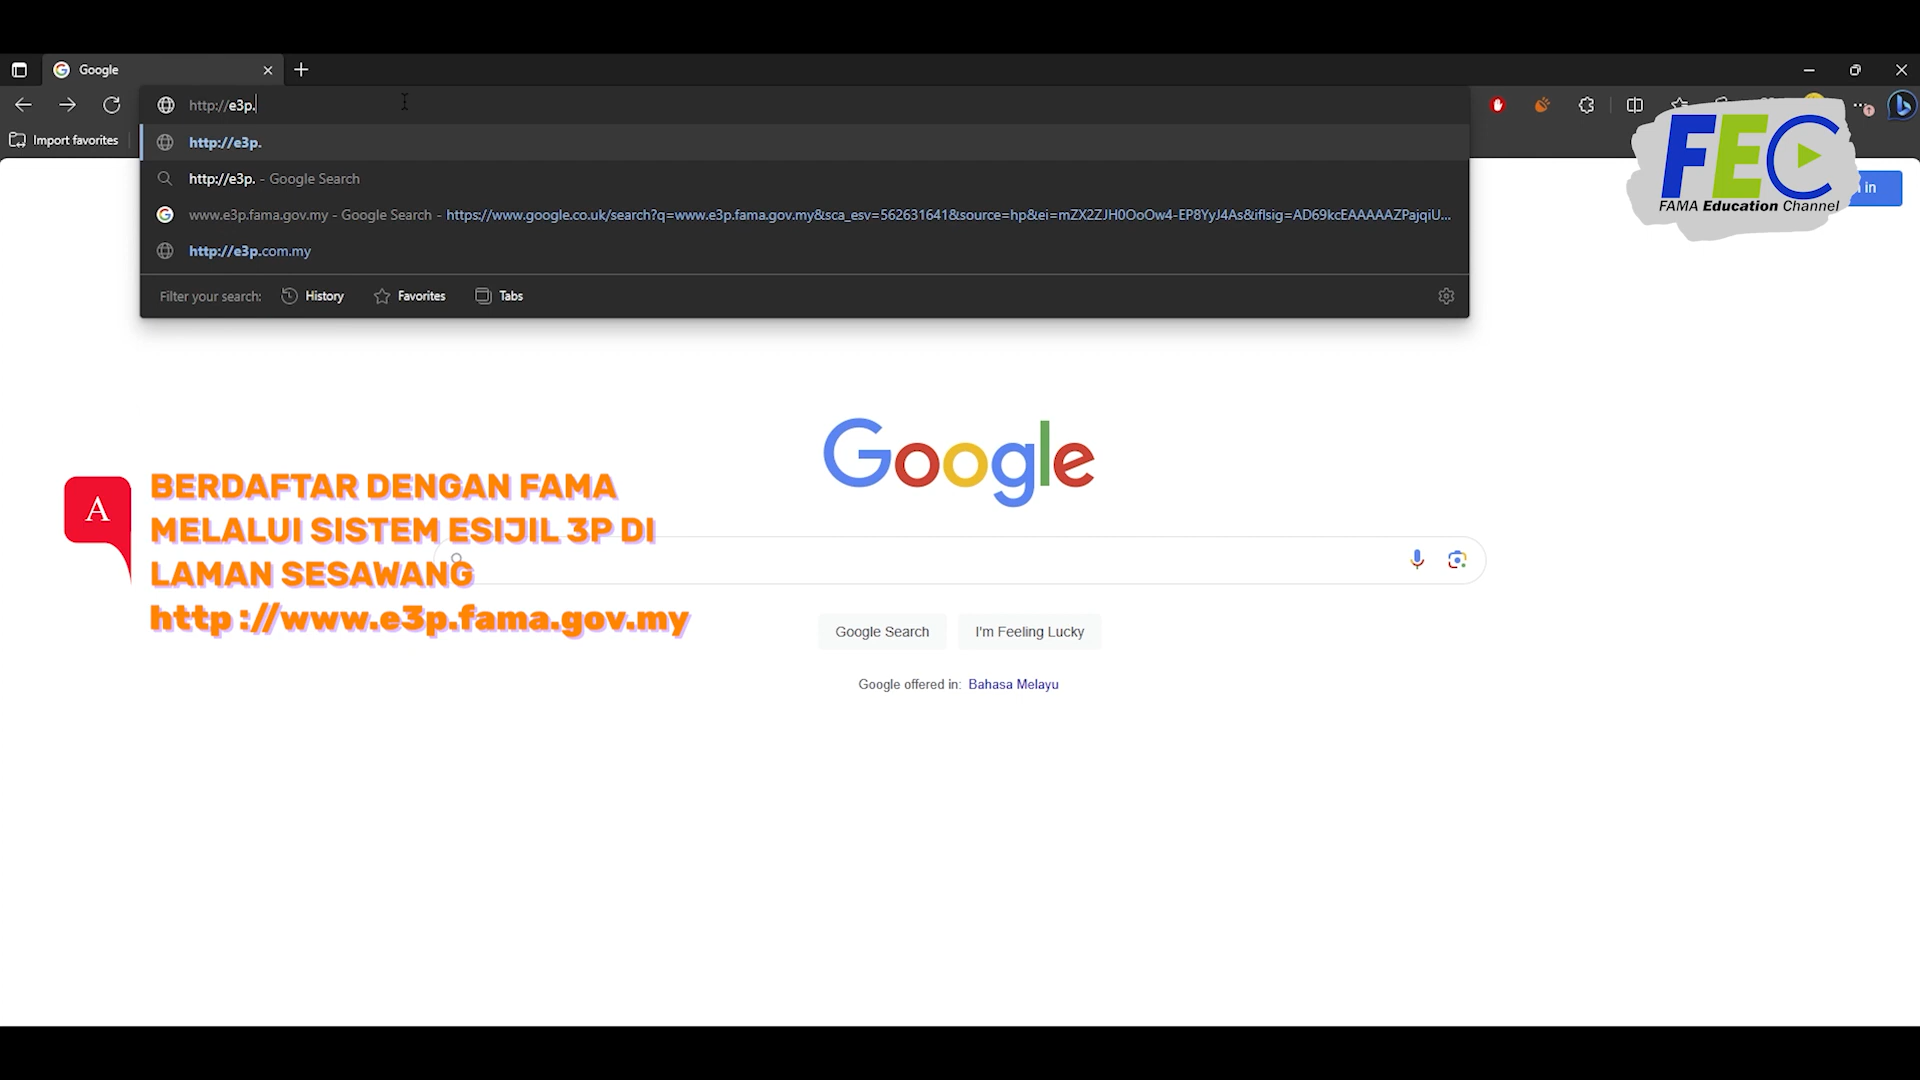 Google
http://e3p.
Import favorites
http://e3p.
http://e3p. - Google Search
www.e3p.fama.gov.my - Google Search - https://www.google.co.uk/search?q=www.e3p.fama.gov.my&sca_esv=562631641&source=hp&ei=mZX2ZJH0OoOw4-EP8YyJ4As&iflsig=AD69kcEAAAAAZPajqiU...
http://e3p.com.my
Filter your search: History Favorites Tabs
FEC
FAMA Education Channel
in
Google
A
BERDAFTAR DENGAN FAMA
MELALUI SISTEM ESIJIL 3P DI
LAMAN SESAWANG
http ://www.e3p.fama.gov.my
Google Search I'm Feeling Lucky
Google offered in: Bahasa Melayu